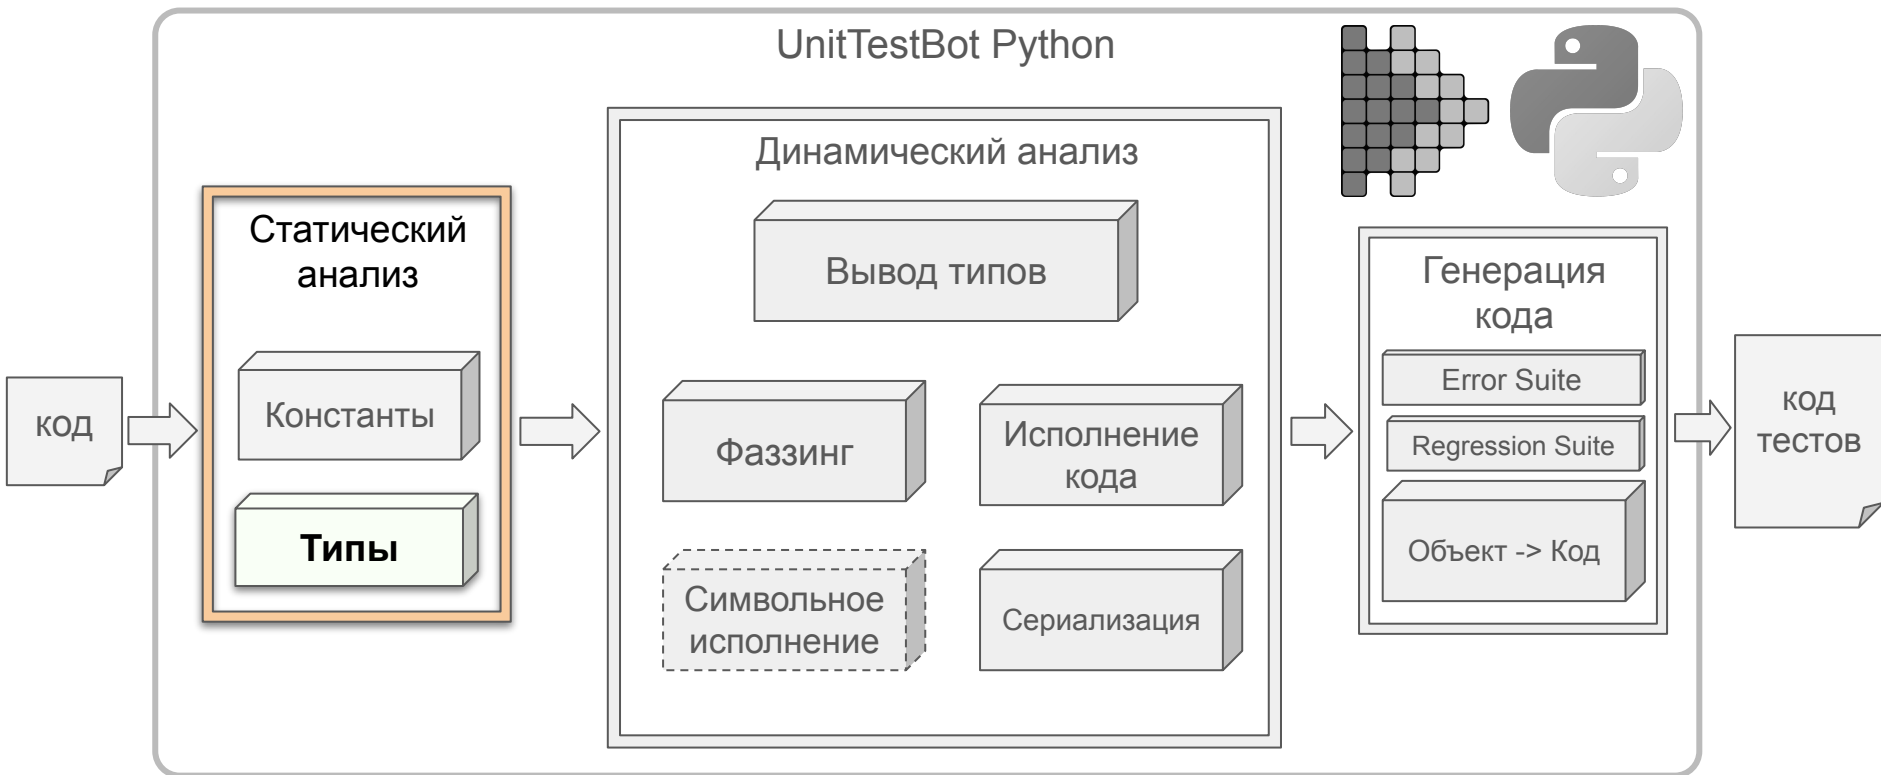 UnitTestBot Python
код
Статический
анализ
Константы
Типы
Динамический анализ
Вывод типов
Фаззинг
Исполнение
кода
Символьное
исполнение
Сериализация
Генерация
кода
Error Suite
Regression Suite
Объект -> Код
код
тестов